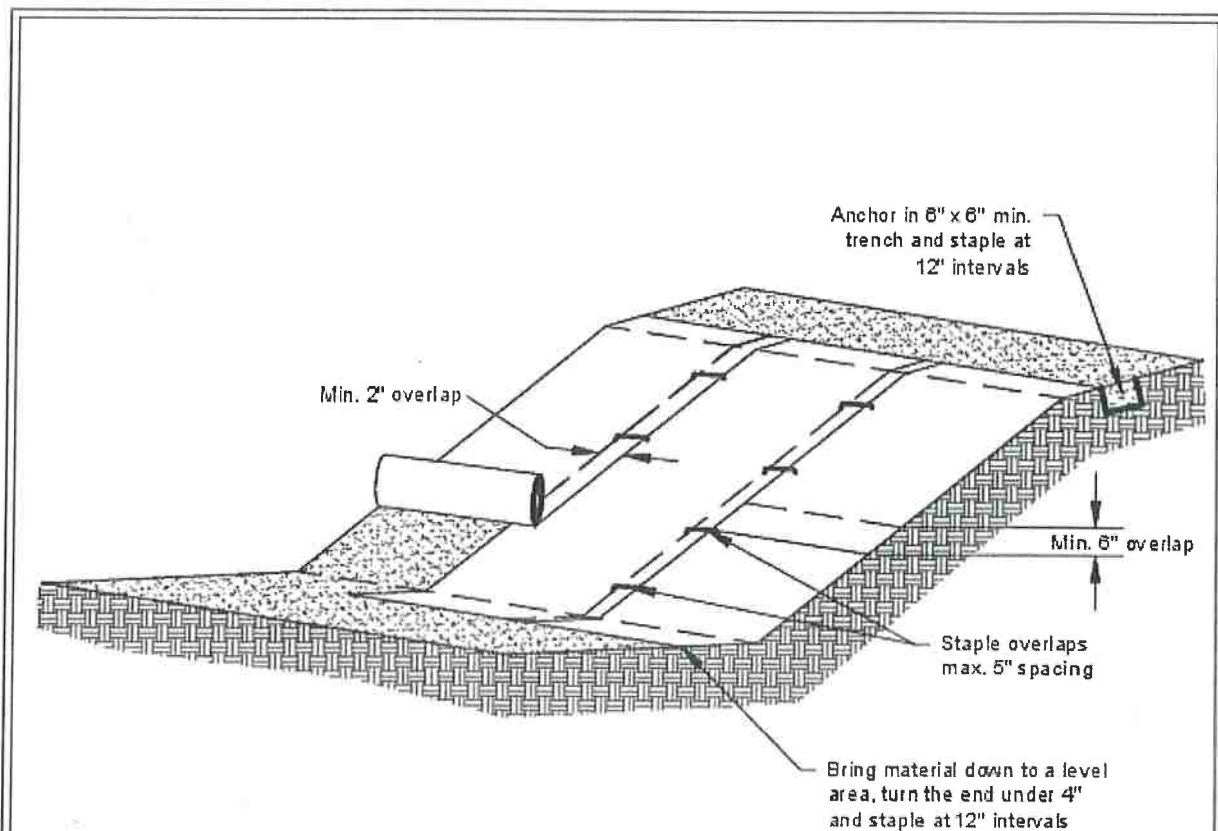 Anchor in 6" x 6" min.
trench and staple at
12" intervals
Min. 2" overlap
Min. 6" overlap
Staple overlaps
max. 5" spacing
Bring material down to a level
area, turn the end under 4"
and staple at 12" intervals